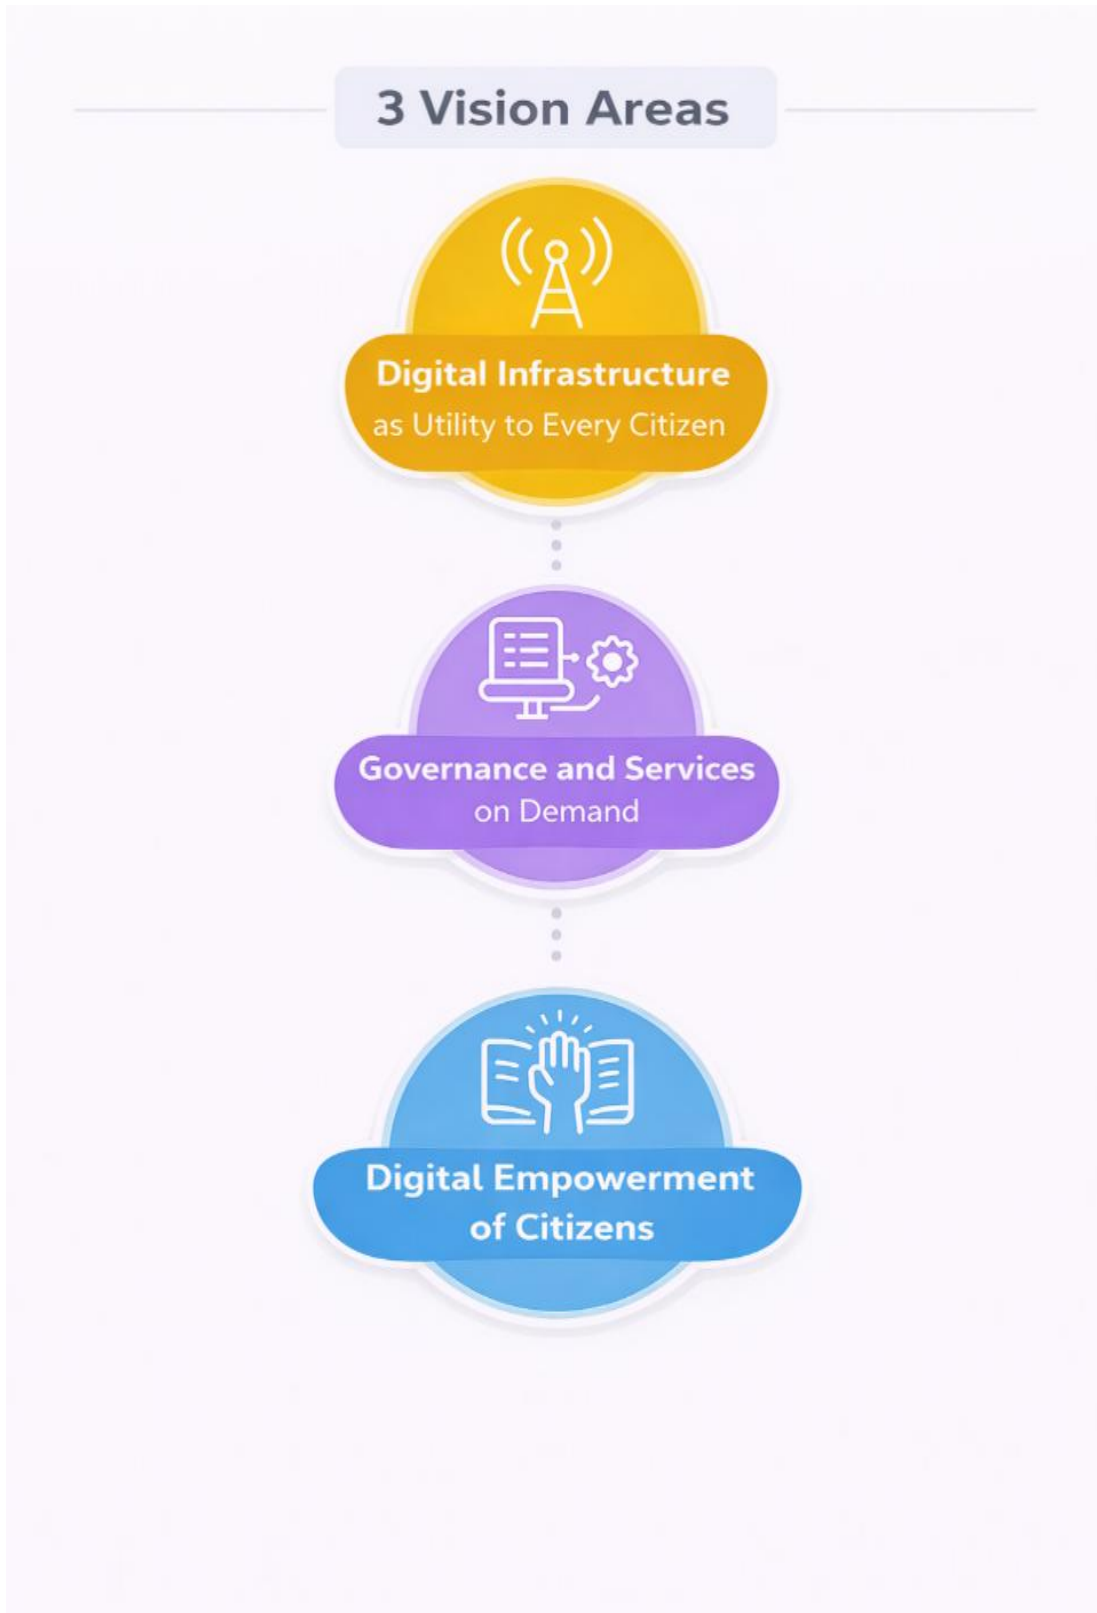 3 Vision Areas
Digital Infrastructure
as Utility to Every Citizen
Governance and Services
on Demand
Digital Empowerment
of Citizens